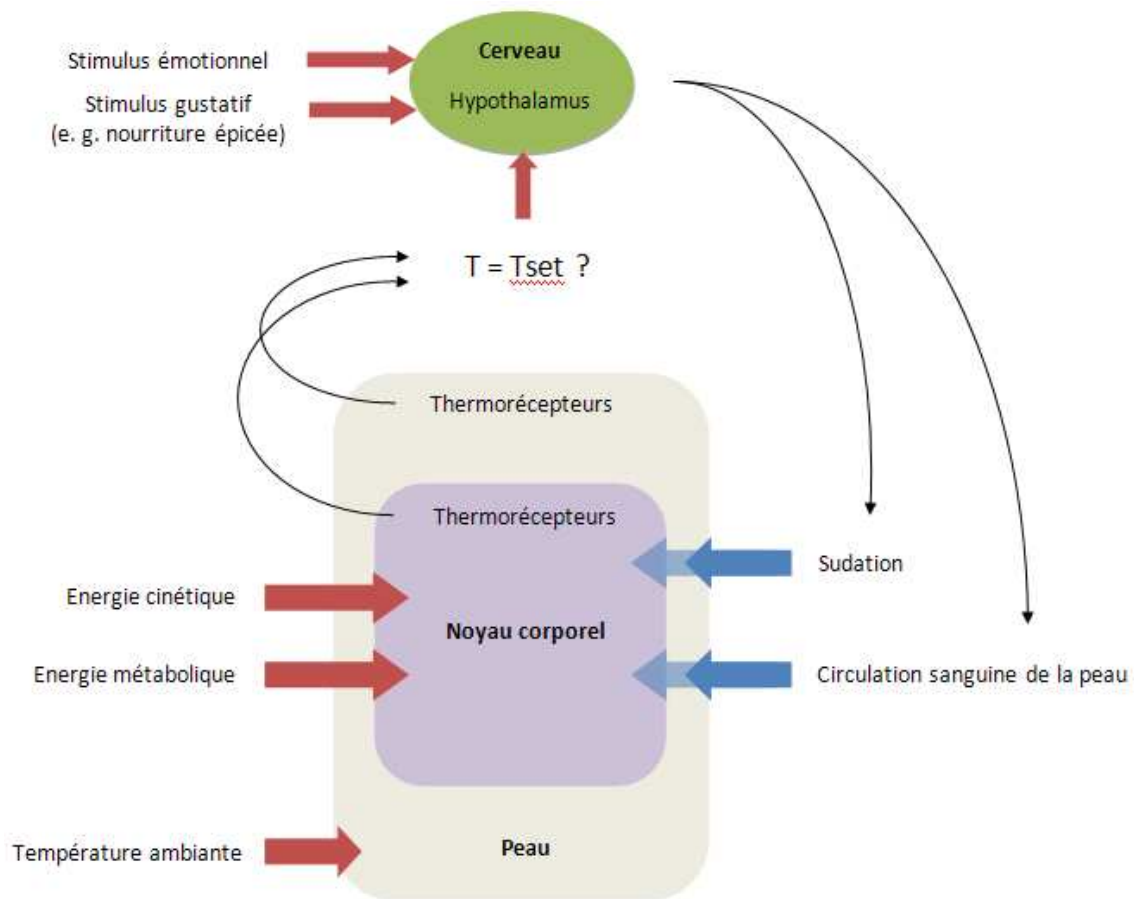 Stimulus émotionnel
Stimulus gustatif
(e. g. nourriture épicée)
Cerveau
Hypothalamus
T = Tset ?
Thermorécepteurs
Thermorécepteurs
Sudation
Energie cinétique
Noyau corporel
Energie métabolique
Circulation sanguine de la peau
Température ambiante
Peau